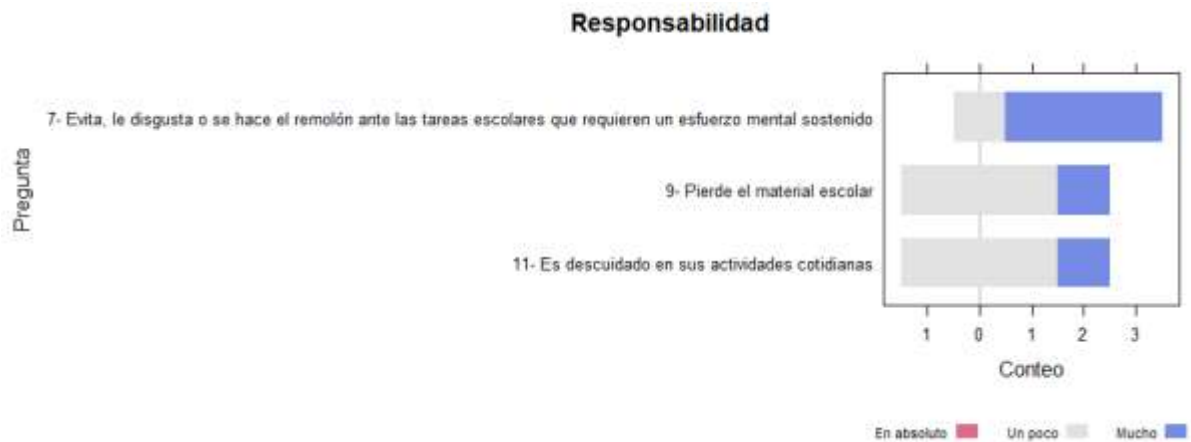 Responsabilidad
Pregunta
7- Evita, le disgusta o se hace el remolón ante las tareas escolares que requieren un esfuerzo mental sostenido
9- Pierde el material escolar
11- Es descuidado en sus actividades cotidianas
1 0 1 2 3
Conteo
En absoluto Un poco Mucho